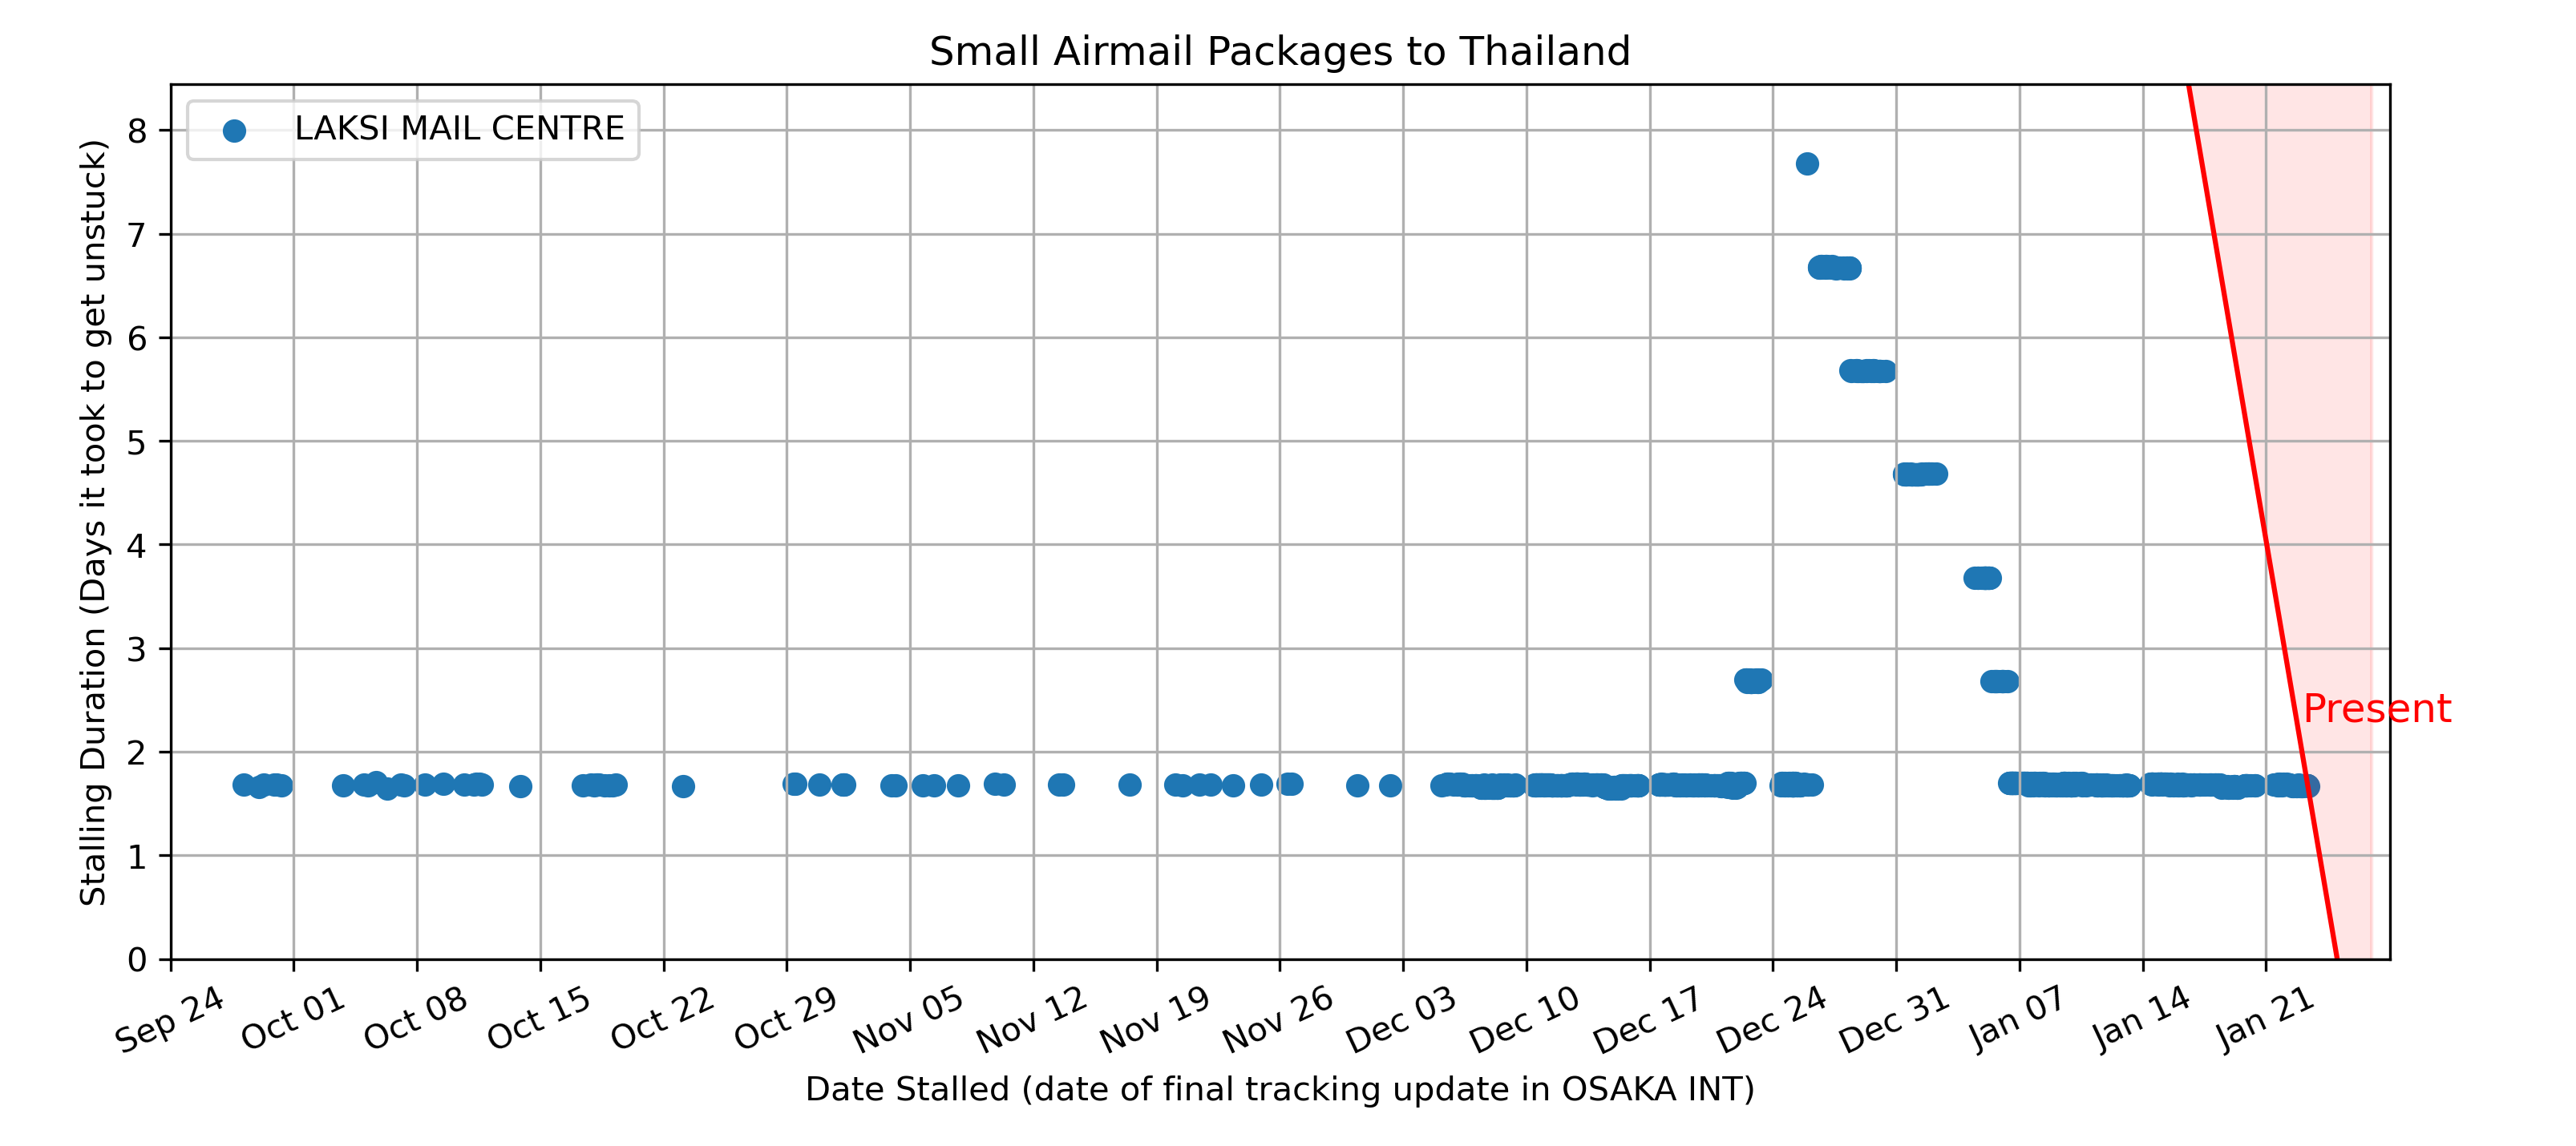 Small Airmail Packages to Thailand
LAKSI MAIL CENTRE
Stalling Duration (Days it took to get unstuck)
8
7
6
5
4
3
2
1
0
Present
Sep 24
Oct 01
Oct 08
Oct 15
Oct 22
Oct 29
Nov 05
Nov 12
Nov 19
Nov 26
Dec 03
Dec 10
Dec 17
Dec 24
Dec 31
Jan 07
Jan 14
Jan 21
Date Stalled (date of final tracking update in OSAKA INT)